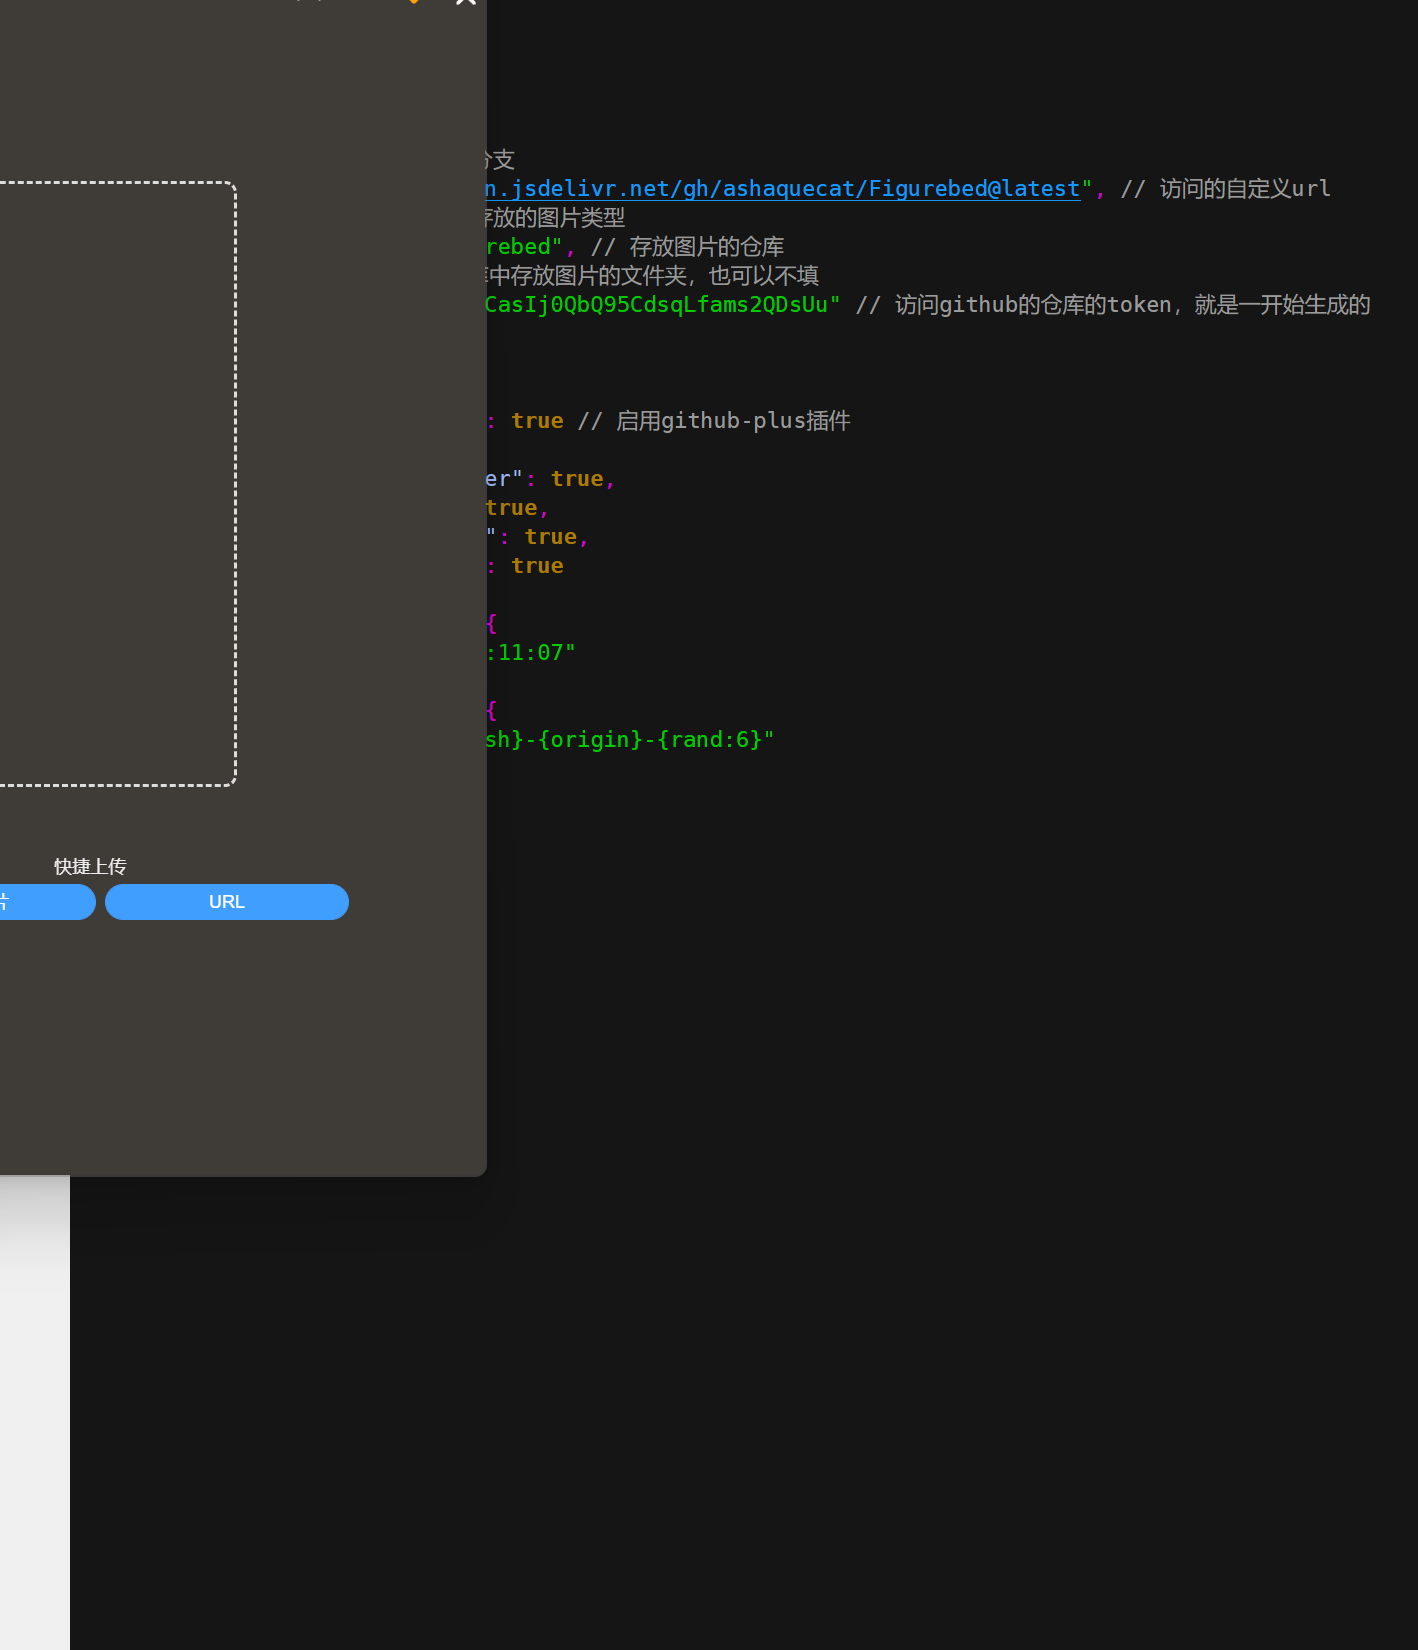 分支
n.jsdelivr.net/gh/ashaquecat/Figurebed@latest", // 访问的自定义url
存放的图片类型
rebed", // 存放图片的仓库
库中存放图片的文件夹，也可以不填
CasIj0QbQ95CdsqLfams2QDsUu" // 访问github的仓库的token，就是一开始生成的
: true // 启用github-plus插件
er": true,
true,
": true,
: true
{
:11:07"
{
sh}-{origin}-{rand:6}"
快捷上传
片 URL